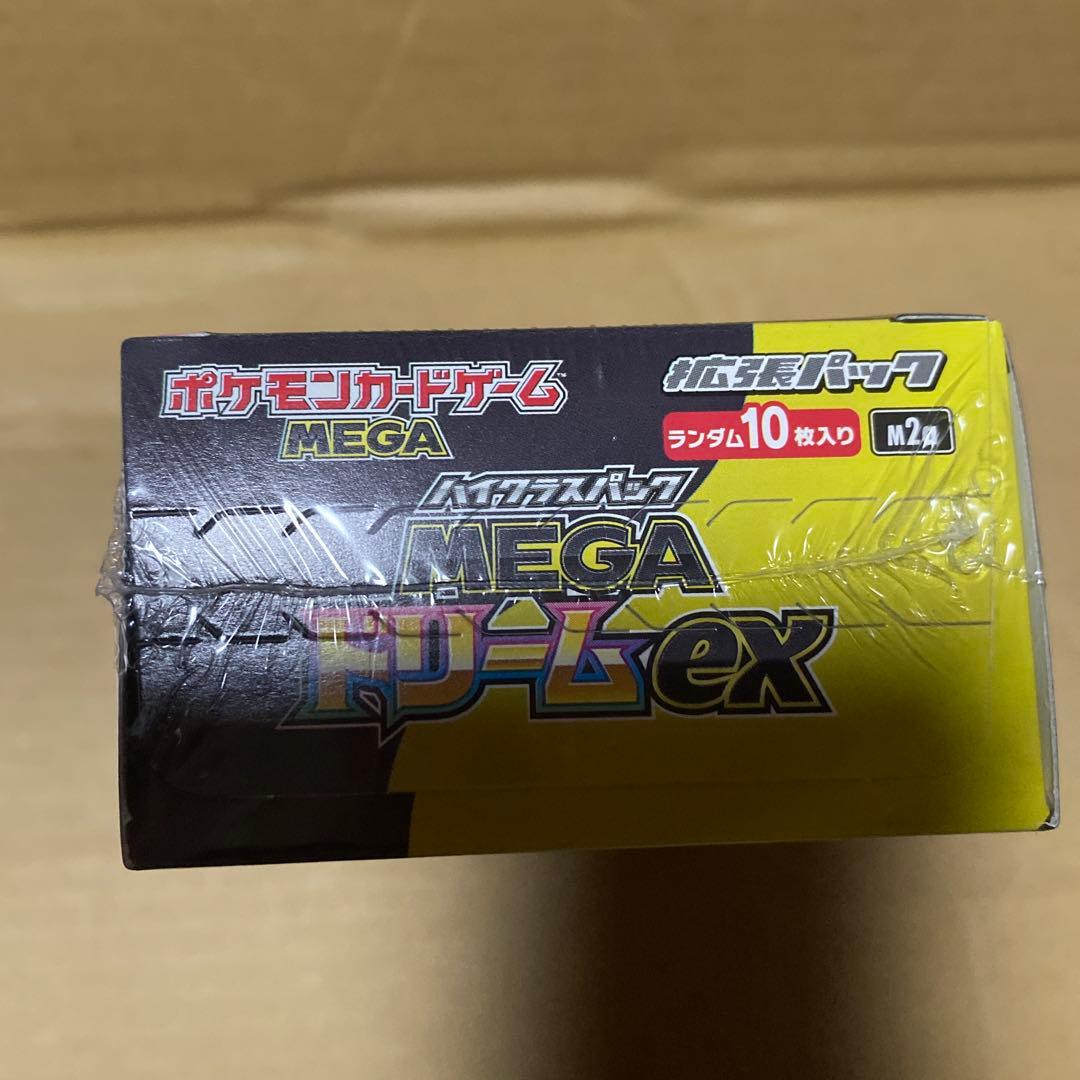 ポケモンカードゲーム™
MEGA
拡張パック
ランダム10枚入り
M2a
ハイクラスパック
MEGA
ドリームex